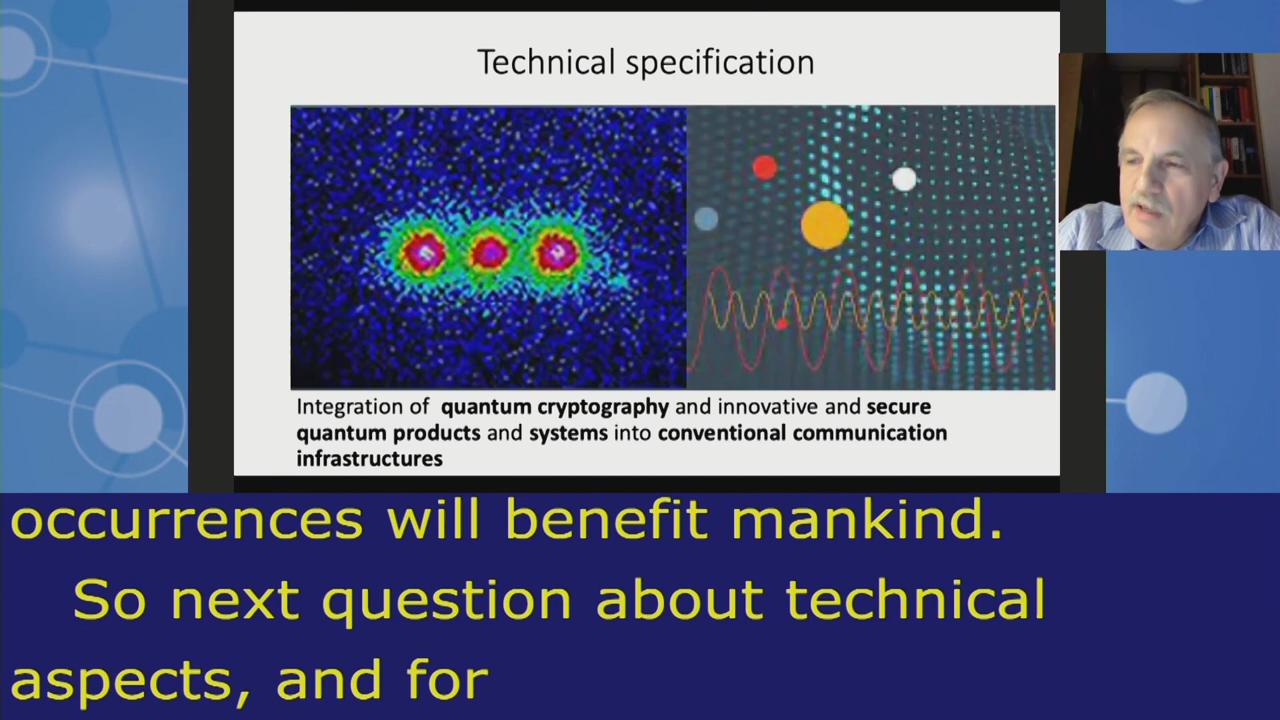 Technical specification
Integration of quantum cryptography and innovative and secure
quantum products and systems into conventional communication
infrastructures
occurrences will benefit mankind.
So next question about technical
aspects, and for